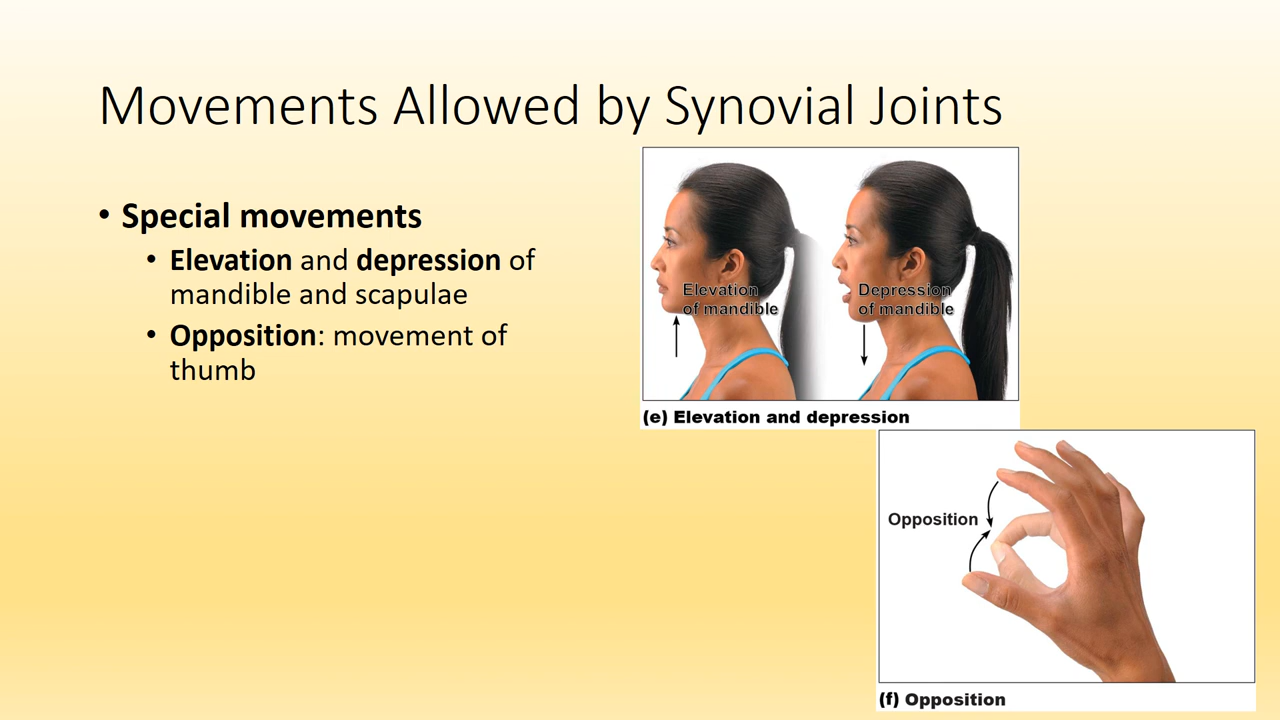 Movements Allowed by Synovial Joints
• Special movements
• Elevation and depression of
mandible and scapulae
• Opposition: movement of
thumb
Elevation
of mandible
Depression
of mandible
(e) Elevation and depression
Opposition
(f) Opposition